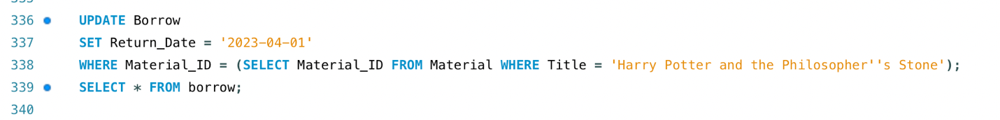 335
336 UPDATE Borrow
337 SET Return_Date = '2023-04-01'
338 WHERE Material_ID = (SELECT Material_ID FROM Material WHERE Title = 'Harry Potter and the Philosopher''s Stone');
339 SELECT * FROM borrow;
340